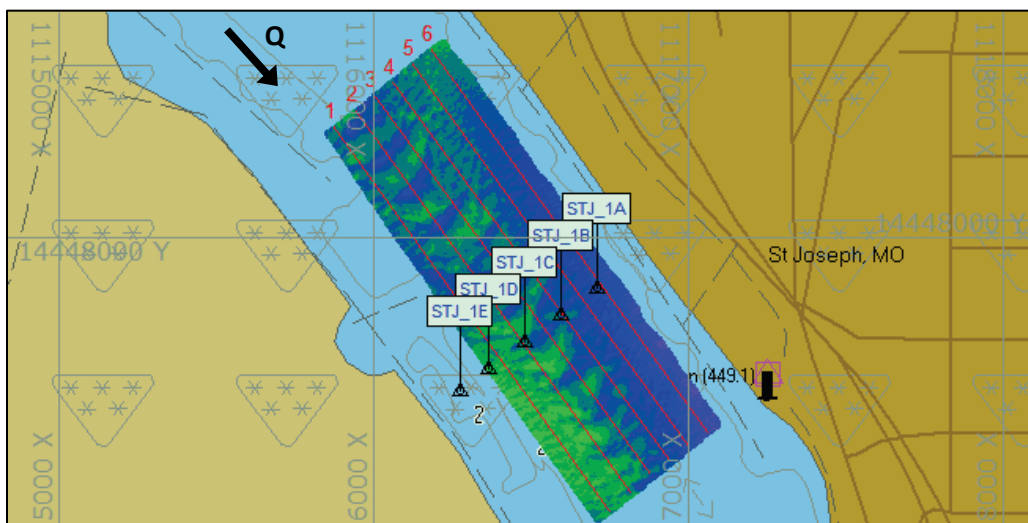 Q
1 2 3 4 5 6
1115000 X
1116000 X
1117000 X
1118000 X
14448000 Y
14448000 Y
STJ_1A
STJ_1B
STJ_1C
STJ_1D
STJ_1E
St Joseph, MO
n (449.1)
2
5000 X
6000 X
7000 X